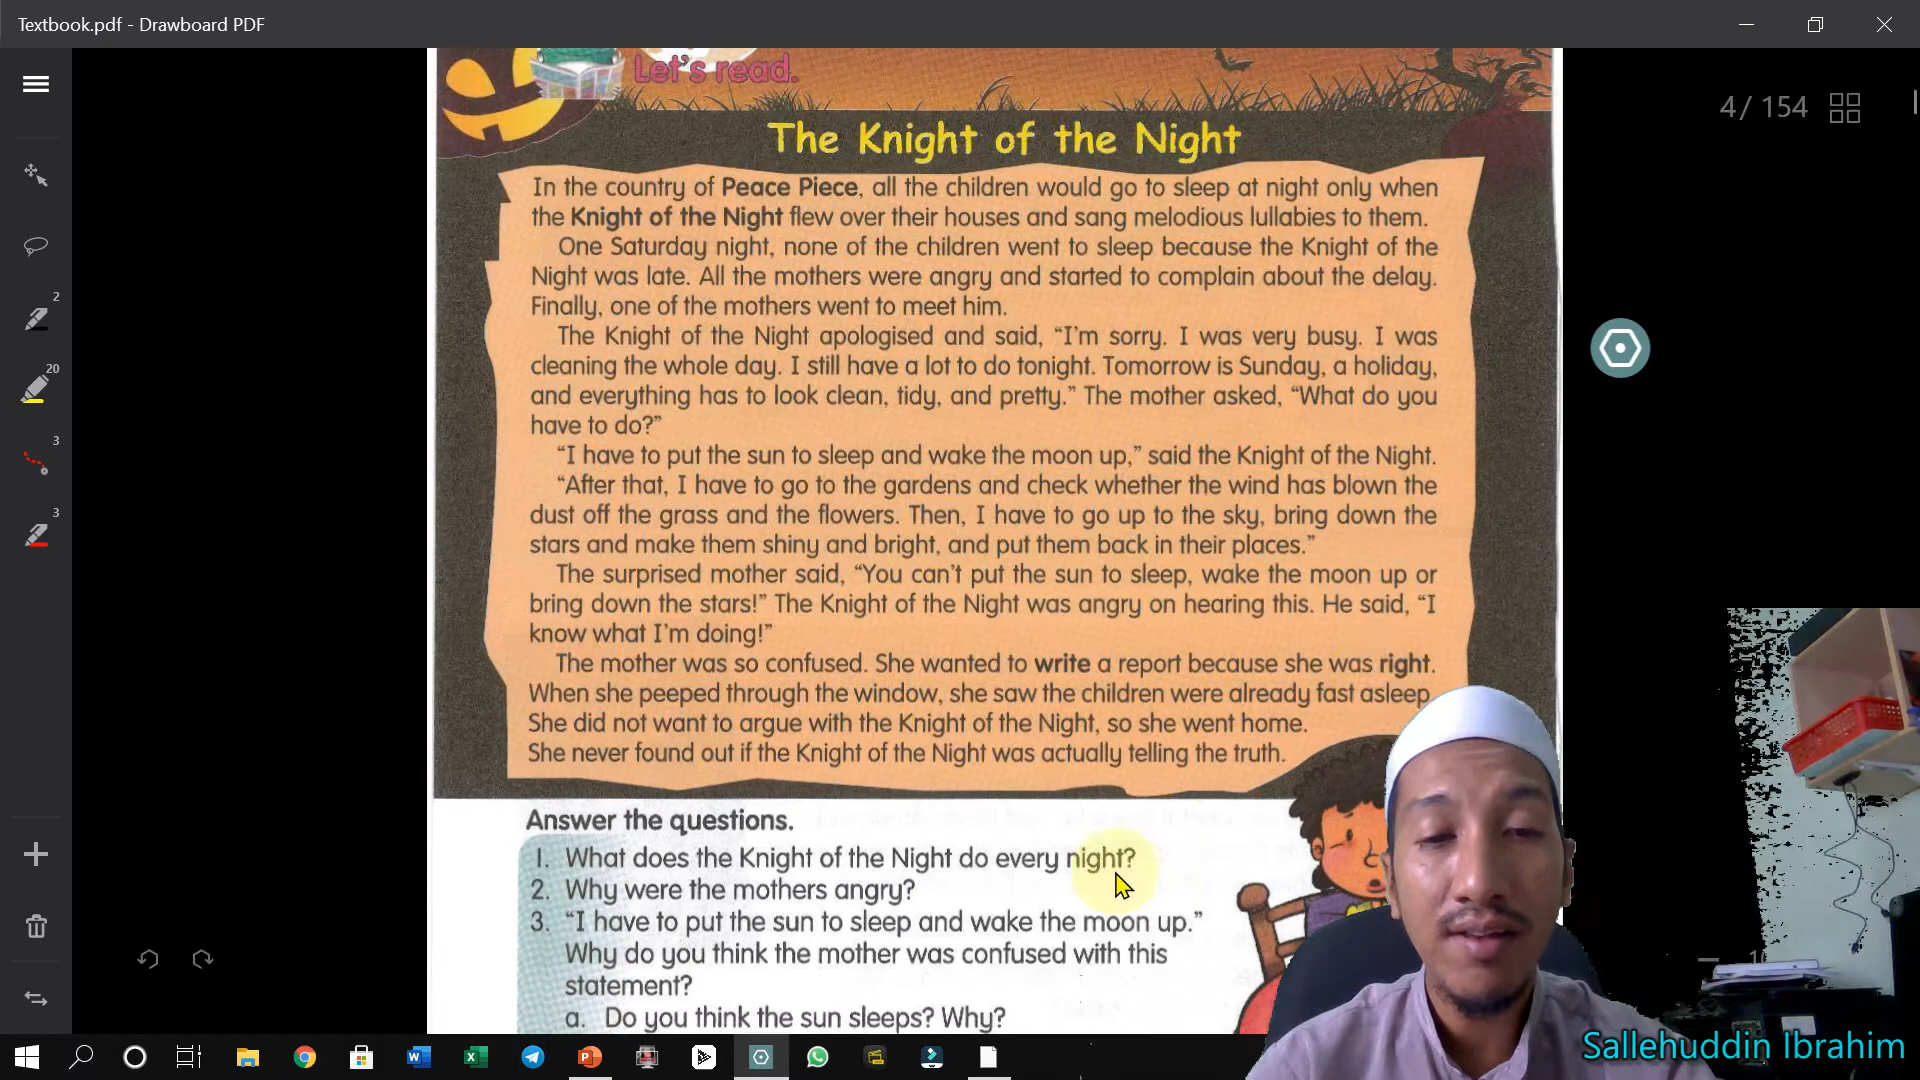 Textbook.pdf - Drawboard PDF
Let's read.
4/ 154
The Knight of the Night
In the country of Peace Piece, all the children would go to sleep at night only when
the Knight of the Night flew over their houses and sang melodious lullabies to them.
One Saturday night, none of the children went to sleep because the Knight of the
Night was late. All the mothers were angry and started to complain about the delay.
Finally, one of the mothers went to meet him.
The Knight of the Night apologised and said, “I'm sorry. I was very busy. I was
cleaning the whole day. I still have a lot to do tonight. Tomorrow is Sunday, a holiday,
and everything has to look clean, tidy, and pretty.” The mother asked, “What do you
have to do?”
“I have to put the sun to sleep and wake the moon up,” said the Knight of the Night.
“After that, I have to go to the gardens and check whether the wind has blown the
dust off the grass and the flowers. Then, I have to go up to the sky, bring down the
stars and make them shiny and bright, and put them back in their places.”
The surprised mother said, “You can't put the sun to sleep, wake the moon up or
bring down the stars!” The Knight of the Night was angry on hearing this. He said, “I
know what I'm doing!”
The mother was so confused. She wanted to write a report because she was right.
When she peeped through the window, she saw the children were already fast asleep
She did not want to argue with the Knight of the Night, so she went home.
She never found out if the Knight of the Night was actually telling the truth.
Answer the questions.
1. What does the Knight of the Night do every night?
2. Why were the mothers angry?
3. “I have to put the sun to sleep and wake the moon up.”
Why do you think the mother was confused with this
statement?
a. Do you think the sun sleeps? Why?
2
20
3
3
Sallehuddin Ibrahim